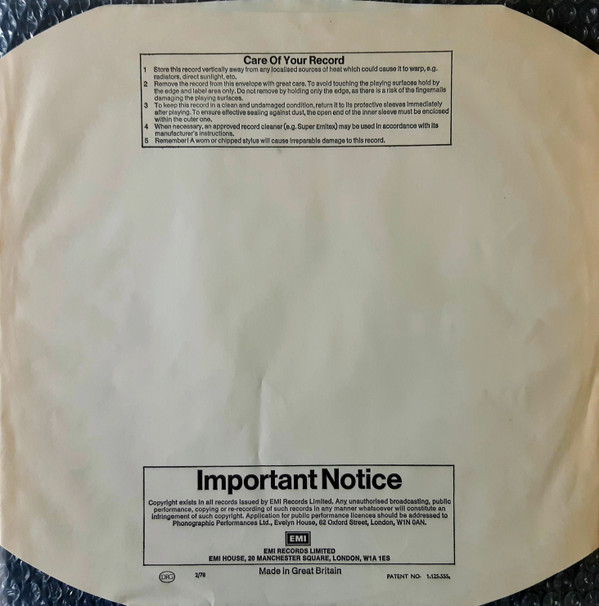 Care Of Your Record
1 Store this record vertically away from any localised sources of heat which could cause it to warp, e.g.
radiators, direct sunlight, etc.
2 Remove the record from this envelope with great care. To avoid touching the playing surfaces hold by
the edge and label area only. Do not remove by holding only the edge, as there is a risk of the fingernails
damaging the playing surfaces.
3 To keep this record in a clean and undamaged condition, return it to its protective sleeves immediately
after playing. To ensure effective sealing against dust, the open end of the inner sleeve must be enclosed
within the outer one.
4 When necessary, an approved record cleaner (e.g. Super Emitex) may be used in accordance with its
manufacturer's instructions.
5 Remember! A worn or chipped stylus will cause irreparable damage to this record.
Important Notice
Copyright exists in all records issued by EMI Records Limited. Any unauthorised broadcasting, public
performance, copying or re-recording of such records in any manner whatsoever will constitute an
infringement of such copyright. Application for public performance licences should be addressed to
Phonographic Performances Ltd., Evelyn House, 62 Oxford Street, London, W1N 0AN.
EMI
EMI RECORDS LIMITED
EMI HOUSE, 20 MANCHESTER SQUARE, LONDON, W1A 1ES
Made in Great Britain
2/78 PATENT NO· 1·125·555,